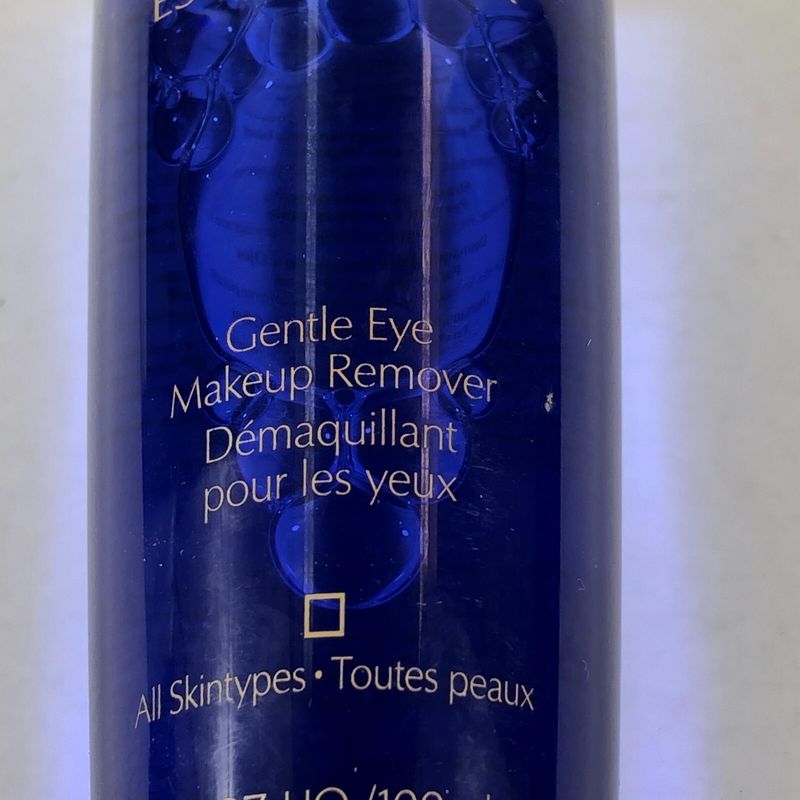 Gentle Eye
Makeup Remover
Démaquillant
pour les yeux
All Skintypes • Toutes peaux